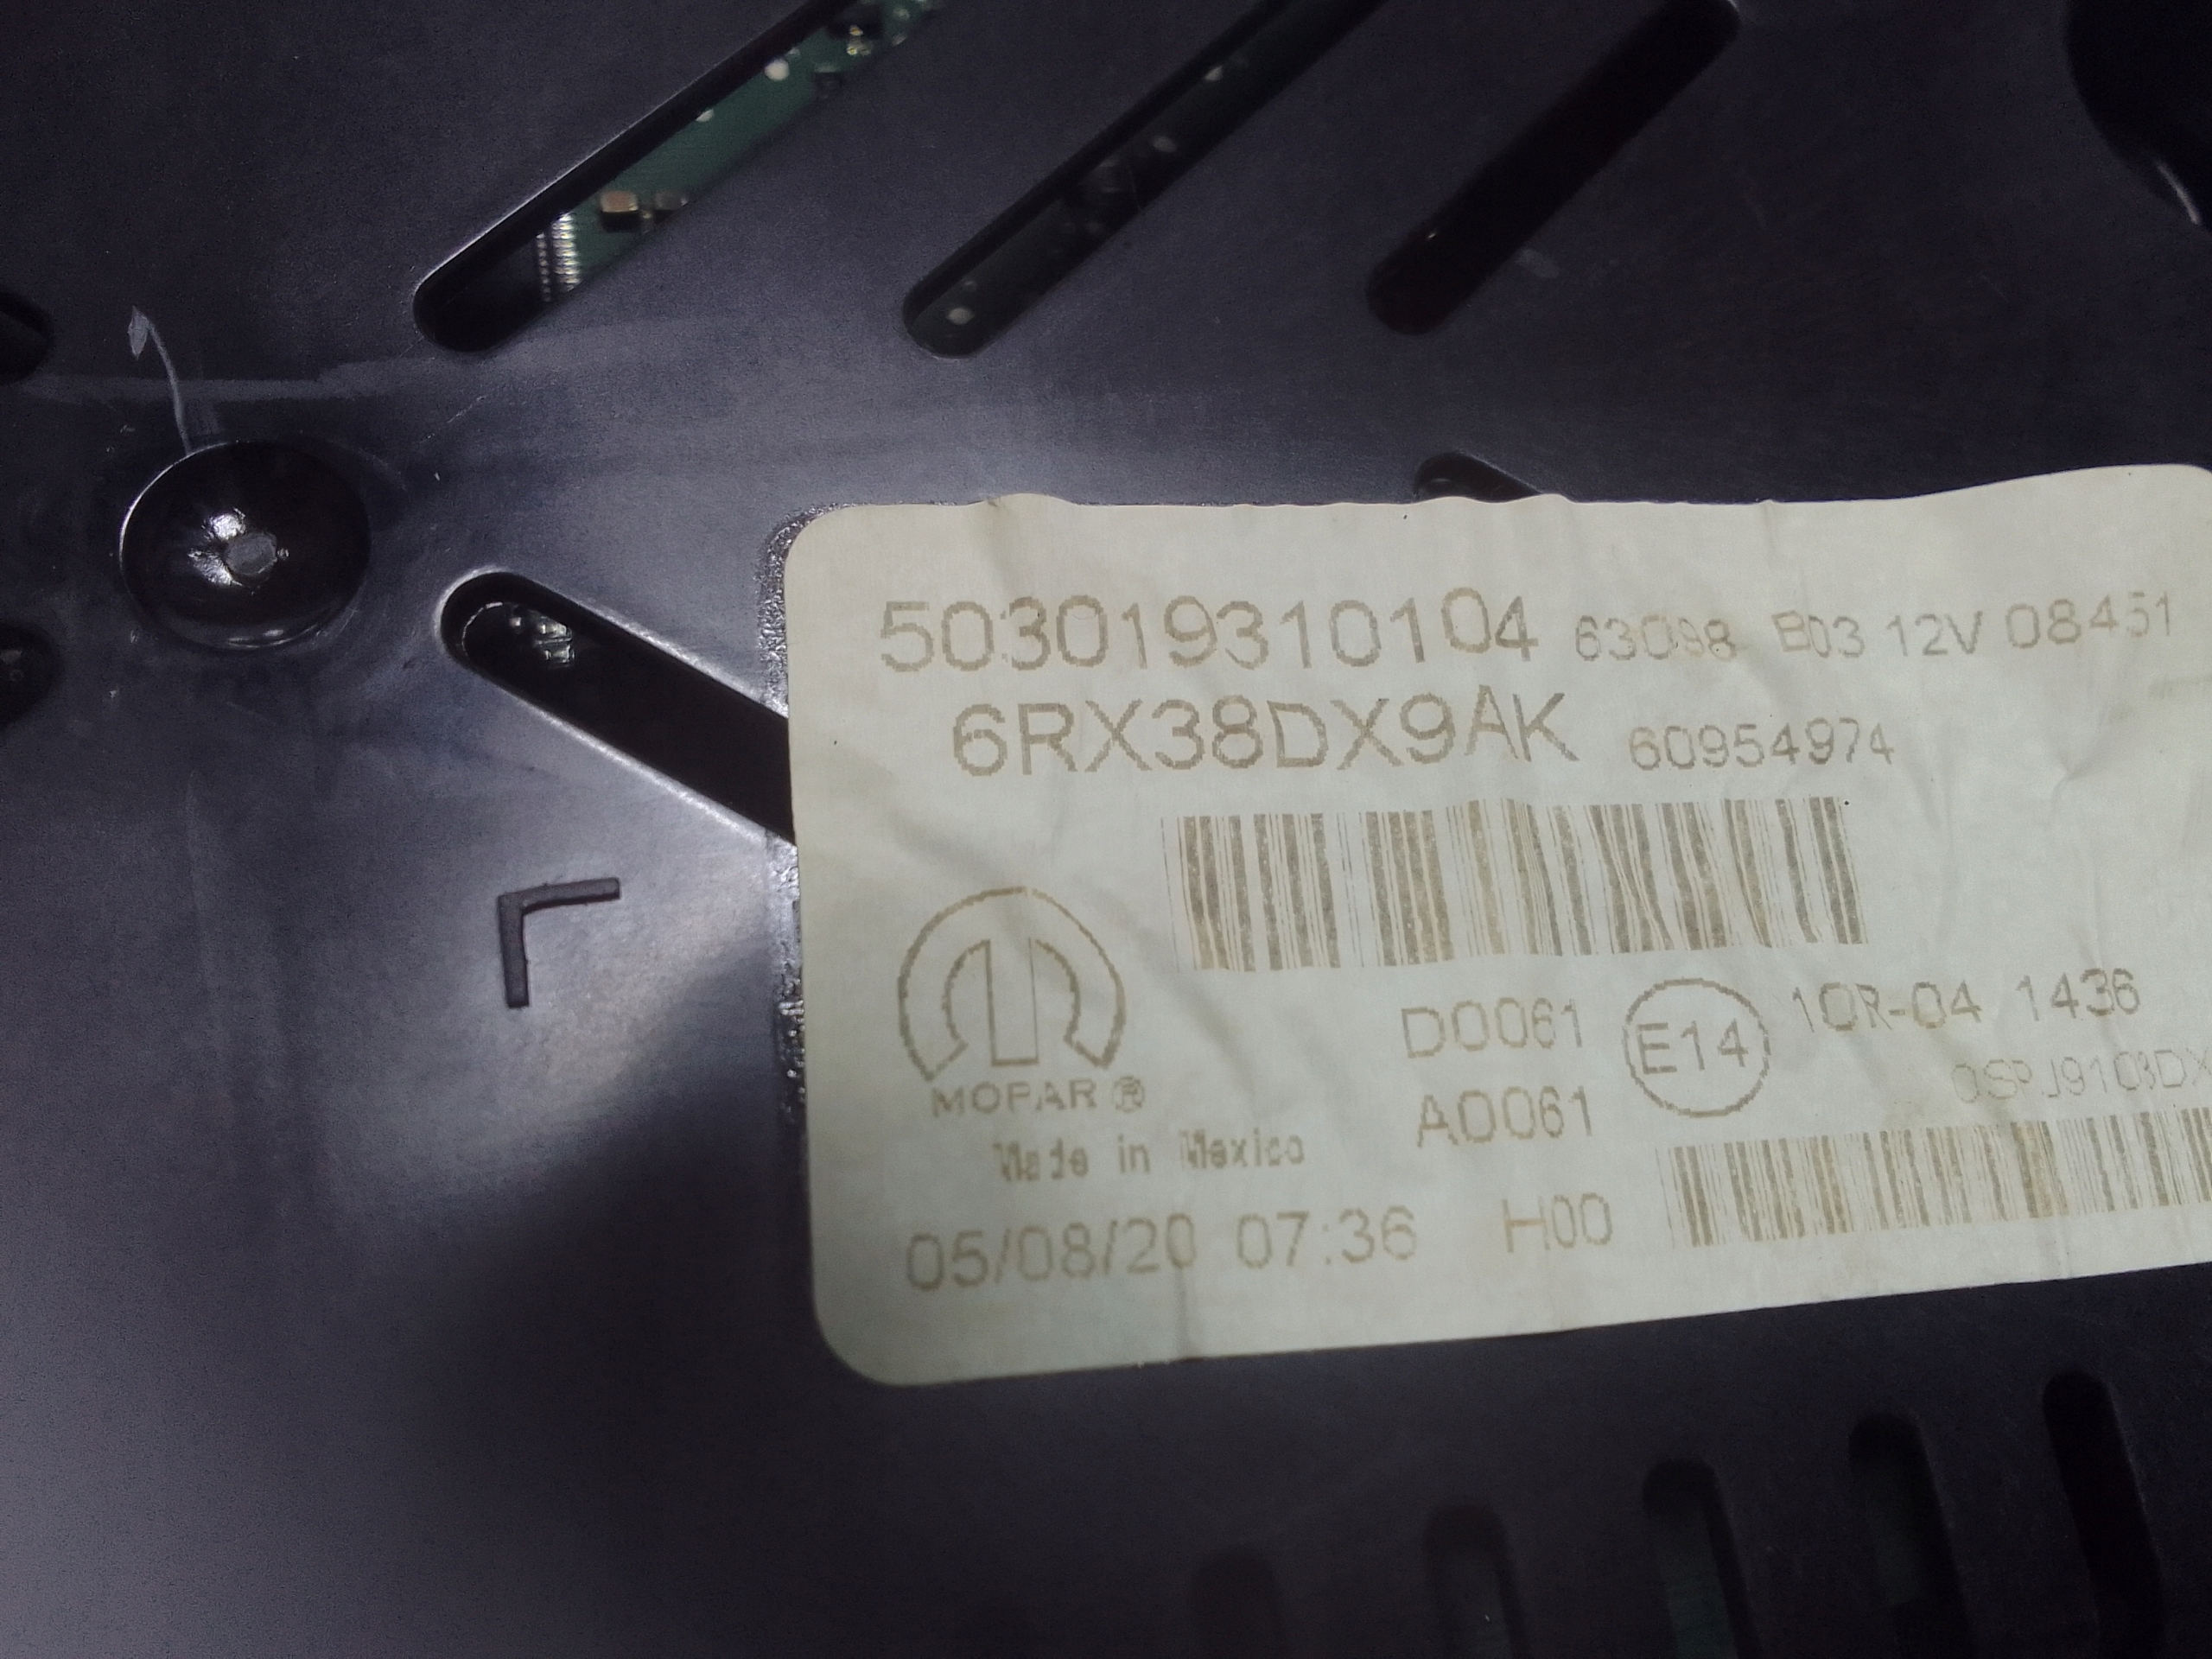 503019310104 63098 B03 12V 08451
6RX38DX9AK 60954974
D0061 E14 10R-04 1436
MOPAR ®
A0061
Made in Mexico
05/08/20 07:36 H00